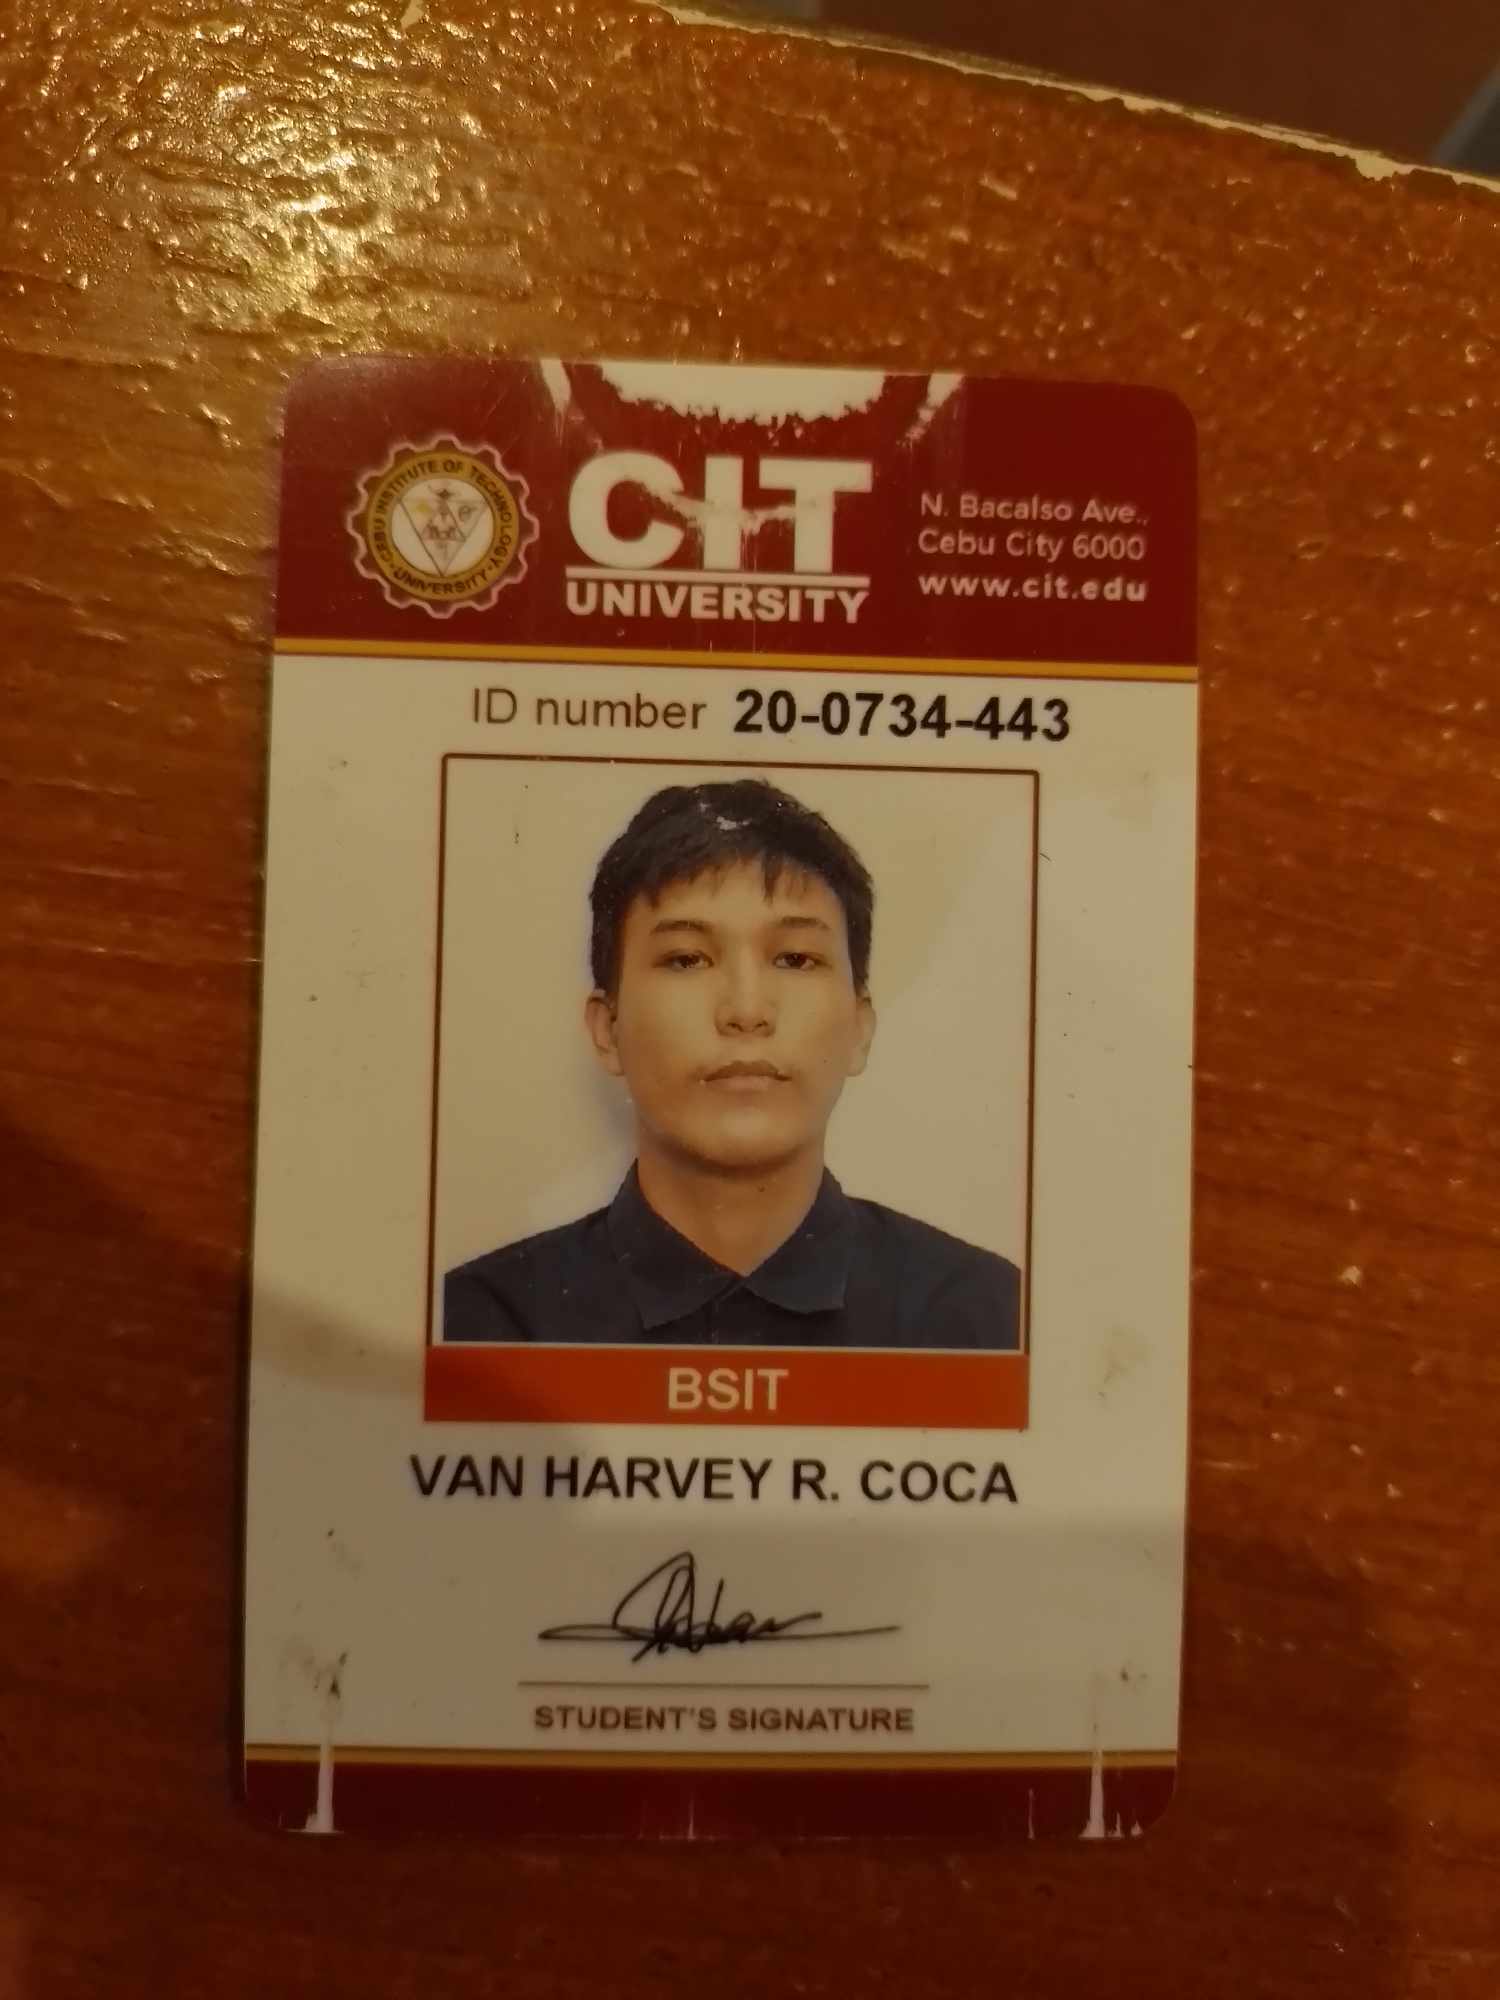 CEBU INSTITUTE OF TECHNOLOGY
UNIVERSITY
CIT
UNIVERSITY
N. Bacalso Ave.,
Cebu City 6000
www.cit.edu
ID number 20-0734-443
BSIT
VAN HARVEY R. COCA
STUDENT'S SIGNATURE